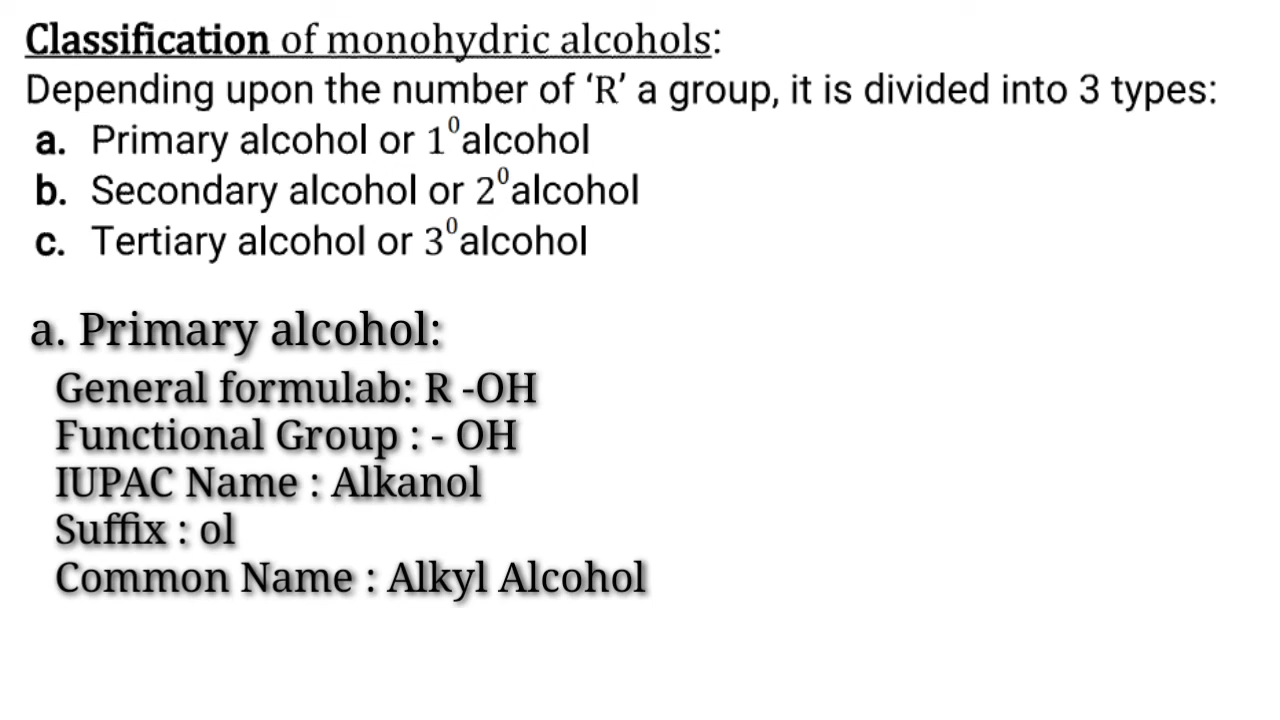 Classification of monohydric alcohols:
Depending upon the number of ‘R’ a group, it is divided into 3 types:
a. Primary alcohol or 1⁰alcohol
b. Secondary alcohol or 2⁰alcohol
c. Tertiary alcohol or 3⁰alcohol
a. Primary alcohol:
General formulab: R -OH
Functional Group : - OH
IUPAC Name : Alkanol
Suffix : ol
Common Name : Alkyl Alcohol